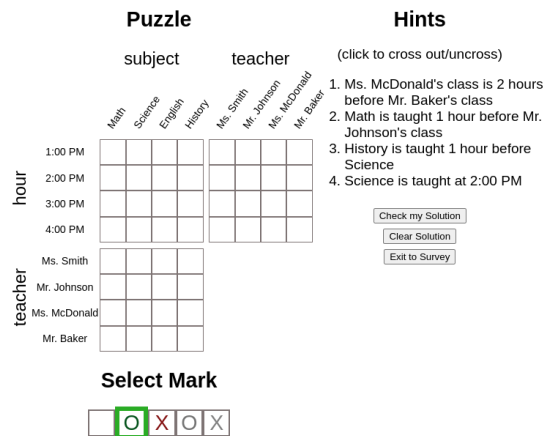 Puzzle
Hints
subject
teacher
(click to cross out/uncross)
Math
Science
English
History
Ms. Smith
Mr. Johnson
Ms. McDonald
Mr. Baker
1. Ms. McDonald's class is 2 hours
before Mr. Baker's class
2. Math is taught 1 hour before Mr.
Johnson's class
3. History is taught 1 hour before
Science
4. Science is taught at 2:00 PM
hour
1:00 PM
2:00 PM
3:00 PM
4:00 PM
Check my Solution
Clear Solution
Exit to Survey
teacher
Ms. Smith
Mr. Johnson
Ms. McDonald
Mr. Baker
Select Mark
O X O X